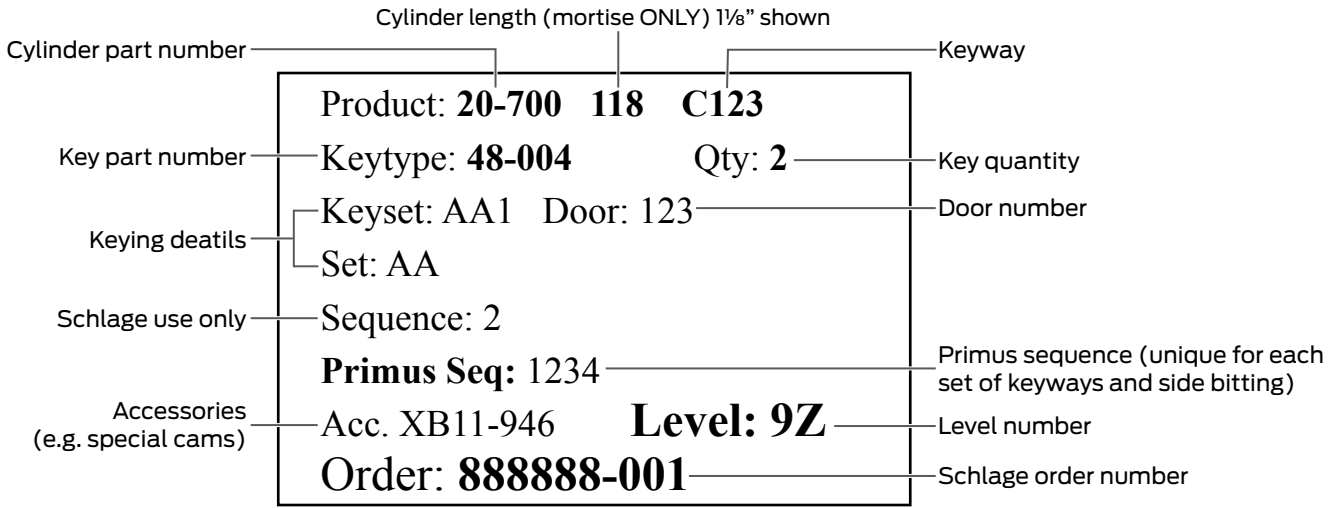 Cylinder length (mortise ONLY) 1⅛” shown
Cylinder part number
Keyway
Product: 20-700 118 C123
Key part number
Keytype: 48-004 Qty: 2
Key quantity
Keyset: AA1 Door: 123
Door number
Keying deatils
Set: AA
Schlage use only
Sequence: 2
Primus Seq: 1234
Primus sequence (unique for each
set of keyways and side bitting)
Accessories
(e.g. special cams)
Acc. XB11-946 Level: 9Z
Level number
Order: 888888-001
Schlage order number